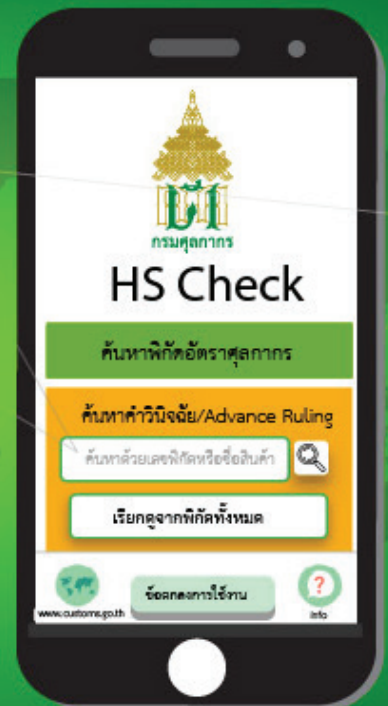 กรมศุลกากร
HS Check
ค้นหาพิกัดอัตราศุลกากร
ค้นหาคำวินิจฉัย/Advance Ruling
ค้นหาด้วยเลขพิกัดหรือชื่อสินค้า
เรียกดูจากพิกัดทั้งหมด
ข้อตกลงการใช้งาน
?
www.customs.go.th
info